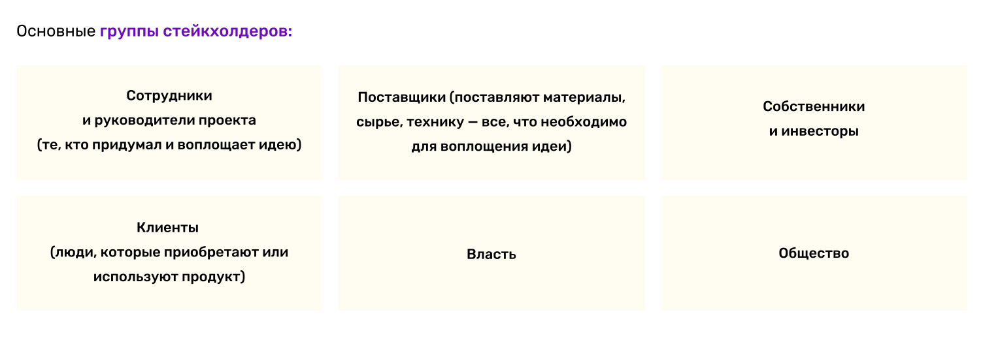 Основные группы стейкхолдеров:
Сотрудники
и руководители проекта
(те, кто придумал и воплощает идею)
Поставщики (поставляют материалы,
сырье, технику — все, что необходимо
для воплощения идеи)
Собственники
и инвесторы
Клиенты
(люди, которые приобретают или
используют продукт)
Власть
Общество